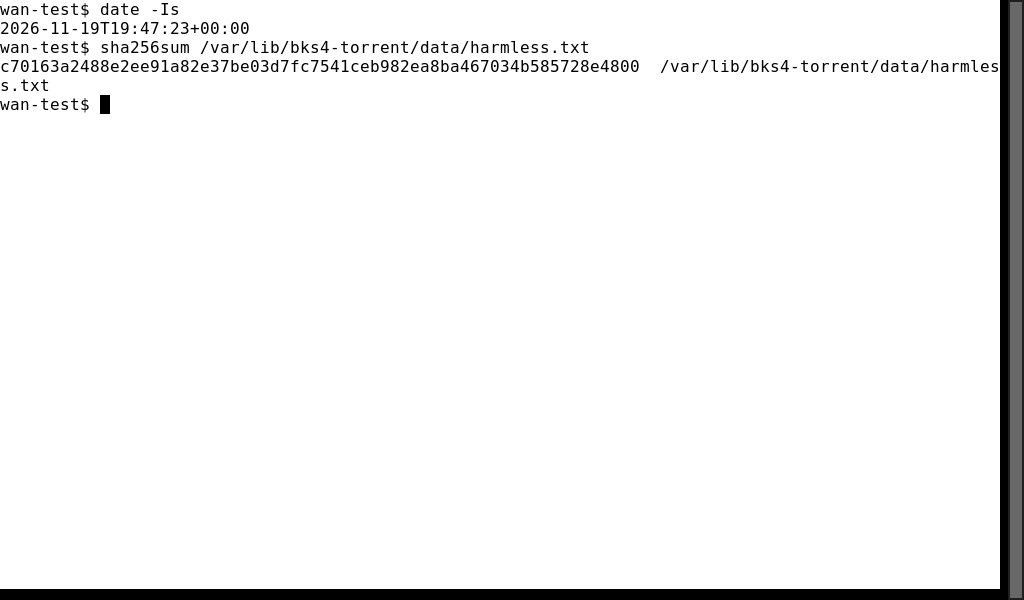 wan-test$ date -Is
2026-11-19T19:47:23+00:00
wan-test$ sha256sum /var/lib/bks4-torrent/data/harmless.txt
c70163a2488e2ee91a82e37be03d7fc7541ceb982ea8ba467034b585728e4800  /var/lib/bks4-torrent/data/harmles
s.txt
wan-test$